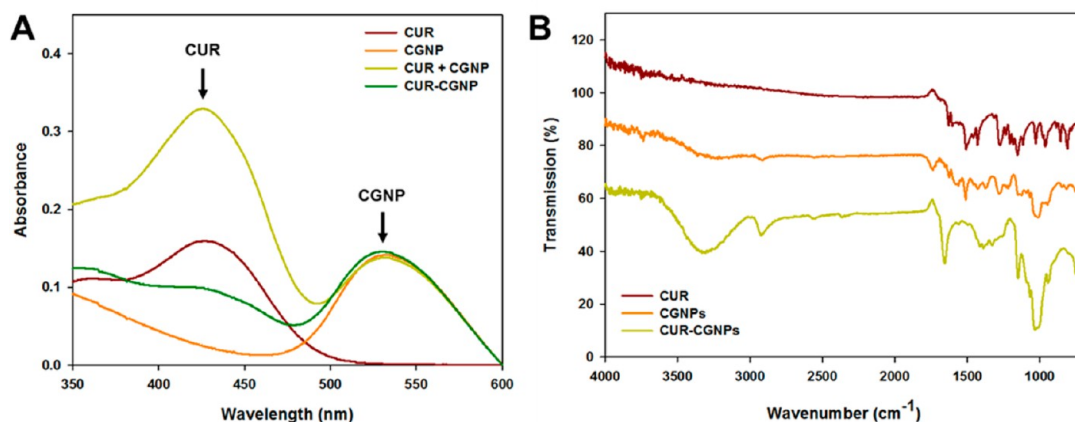 A
CUR
CGNP
CUR
CGNP
CUR + CGNP
CUR-CGNP
0.4
0.3
0.2
0.1
0.0
Absorbance
350 400 450 500 550 600
Wavelength (nm)
B
120
100
80
60
40
20
0
Transmission (%)
CUR
CGNPs
CUR-CGNPs
4000 3500 3000 2500 2000 1500 1000
Wavenumber (cm⁻¹)